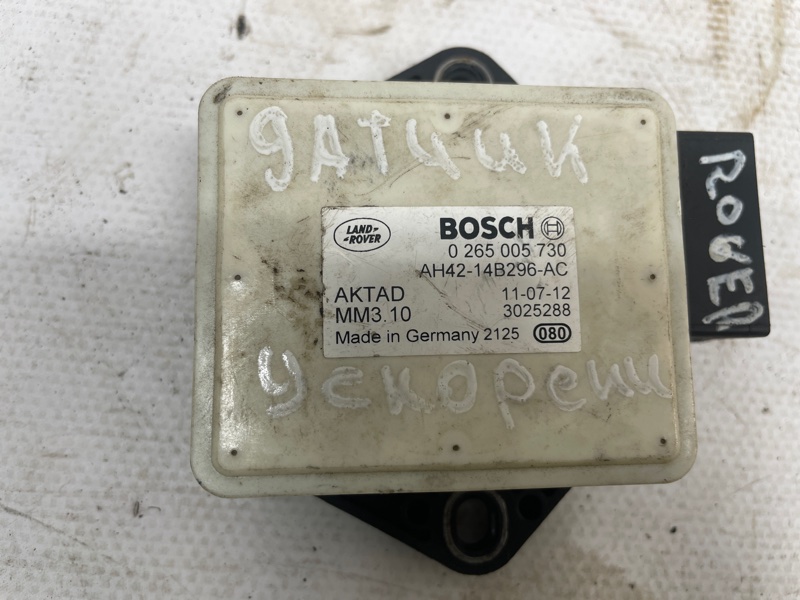 датчик
LAND
ROVER
BOSCH
0 265 005 730
AH42-14B296-AC
AKTAD 11-07-12
MM3.10 3025288
Made in Germany 2125 080
ускорени
ROVER